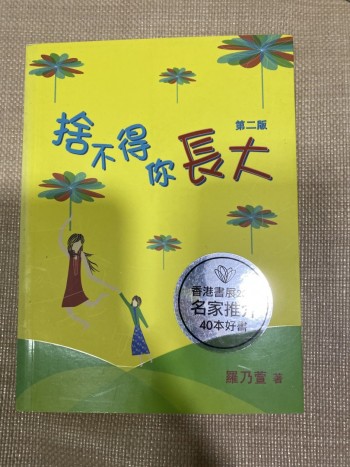 捨不得你長大
第二版
香港書展2
名家推介
40本好書
羅乃萱 著